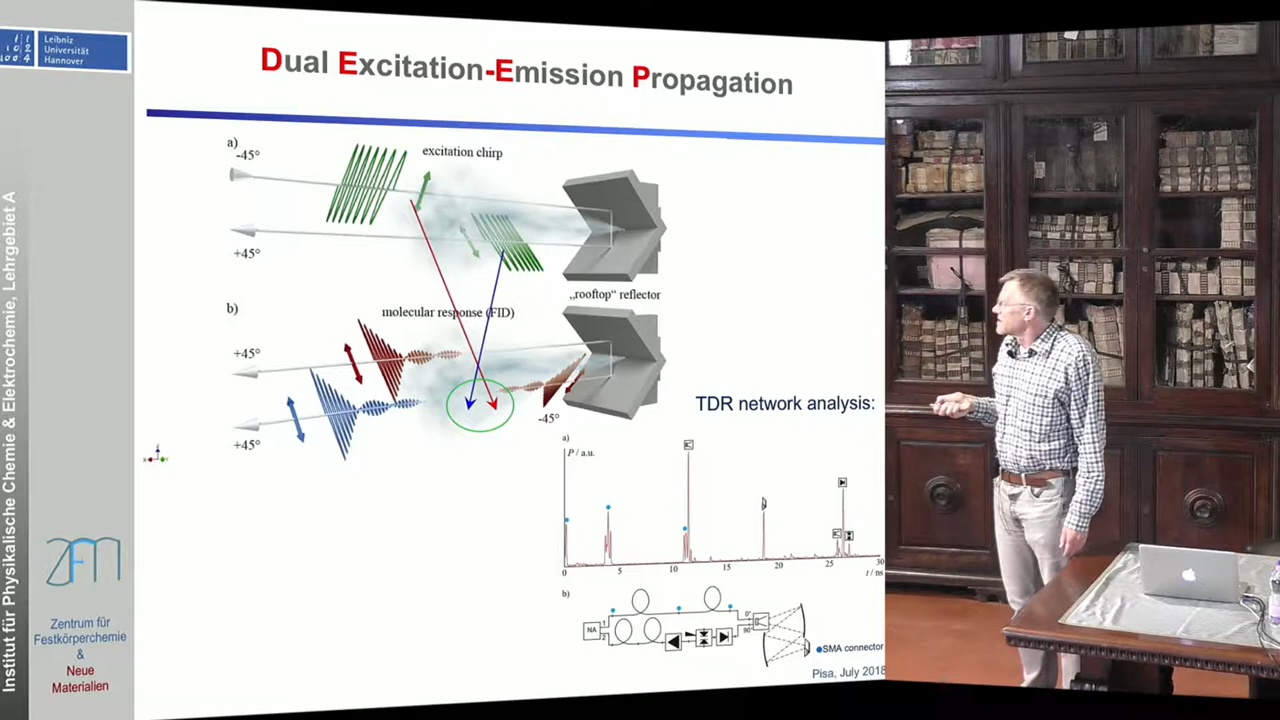 Leibniz
Universität
Hannover
Institut für Physikalische Chemie & Elektrochemie, Lehrgebiet A
ZFM
Zentrum für
Festkörperchemie
&
Neue
Materialien
Dual Excitation-Emission Propagation
a)
-45°
excitation chirp
+45°
„rooftop“ reflector
b)
molecular response (FID)
+45°
+45°
-45°
TDR network analysis:
a)
P / a.u.
0 5 10 15 20 25 30
t / ns
b)
NA
1
2
0°
90°
SMA connector
Pisa, July 2018